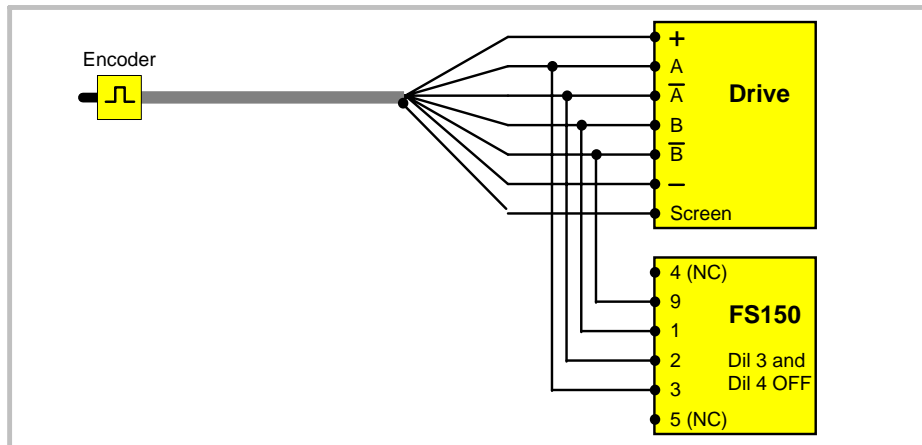 Encoder
+
A
A̅
B
B̅
−
Screen
Drive
4 (NC)
9
1
2
3
5 (NC)
FS150
Dil 3 and
Dil 4 OFF